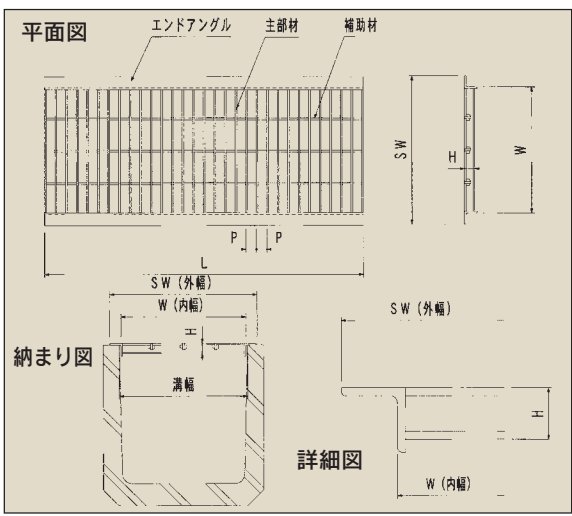 平面図
エンドアングル 主部材 補助材
SW
H
W
P P
L
SW (外幅)
W (内幅)
H
納まり図
溝幅
SW (外幅)
H
詳細図
W (内幅)